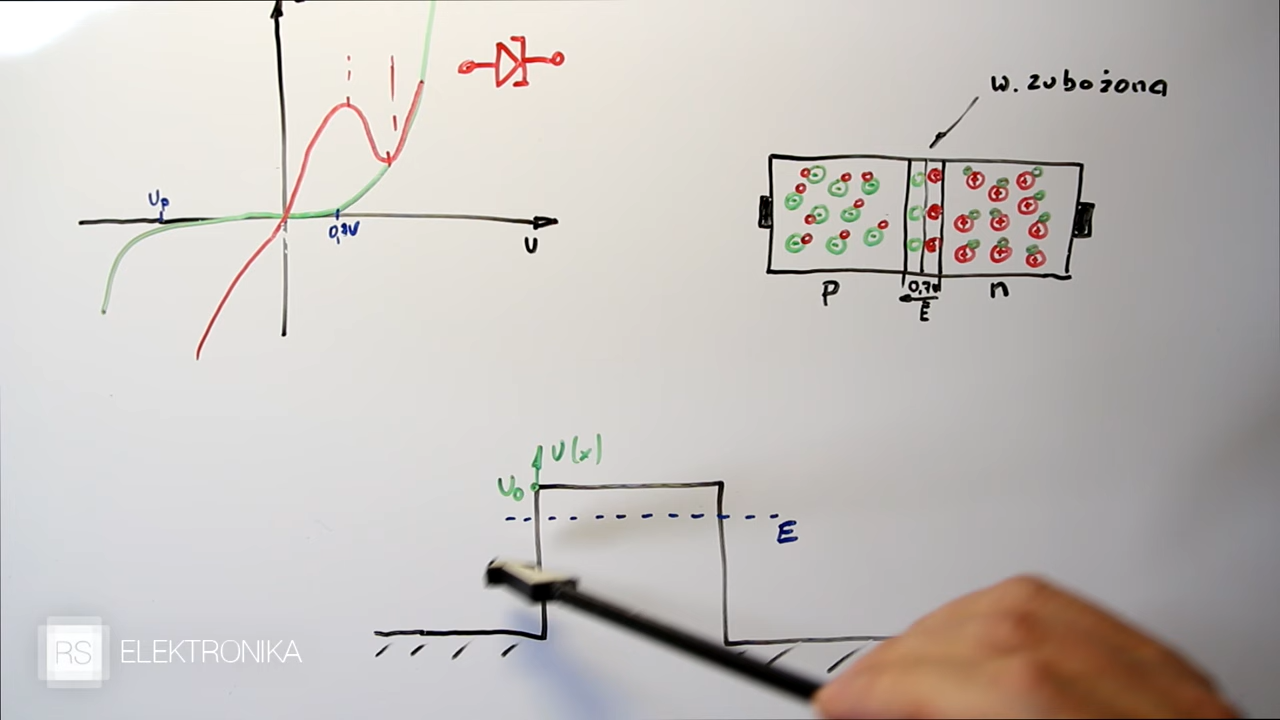 w. zubożona
Up
0,7V
U
p
0,7V
E
n
U(x)
U0
E
RS ELEKTRONIKA